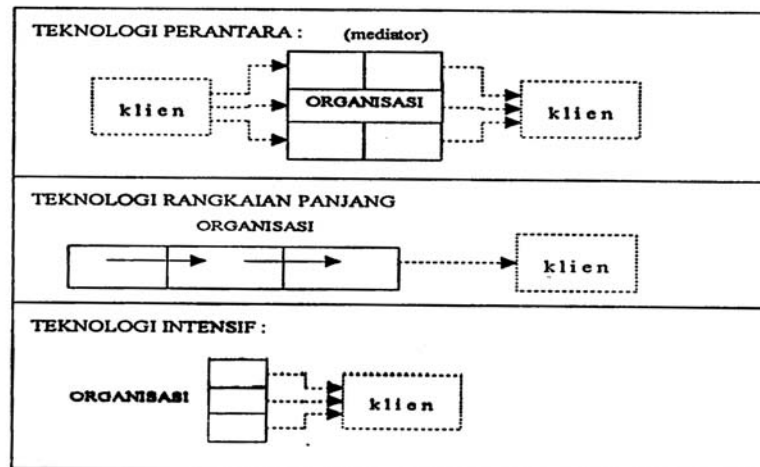 TEKNOLOGI PERANTARA : (mediator)
klien
ORGANISASI
klien
TEKNOLOGI RANGKAIAN PANJANG
ORGANISASI
klien
TEKNOLOGI INTENSIF :
ORGANISASI
klien